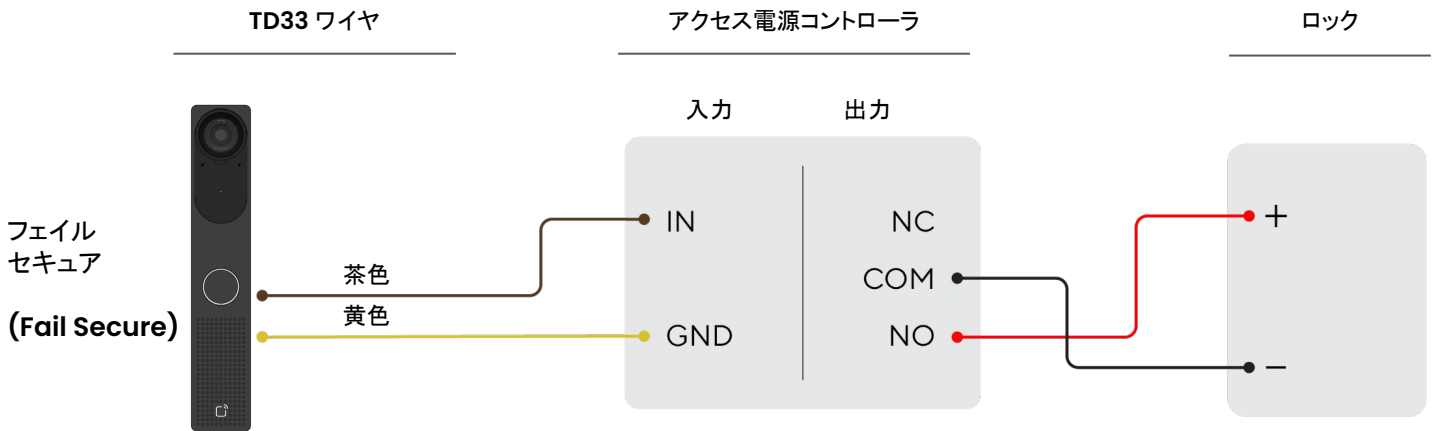 TD33 ワイヤ
アクセス電源コントローラ
ロック
入力
出力
フェイル
セキュア
(Fail Secure)
茶色
黄色
IN
GND
NC
COM
NO
+
−